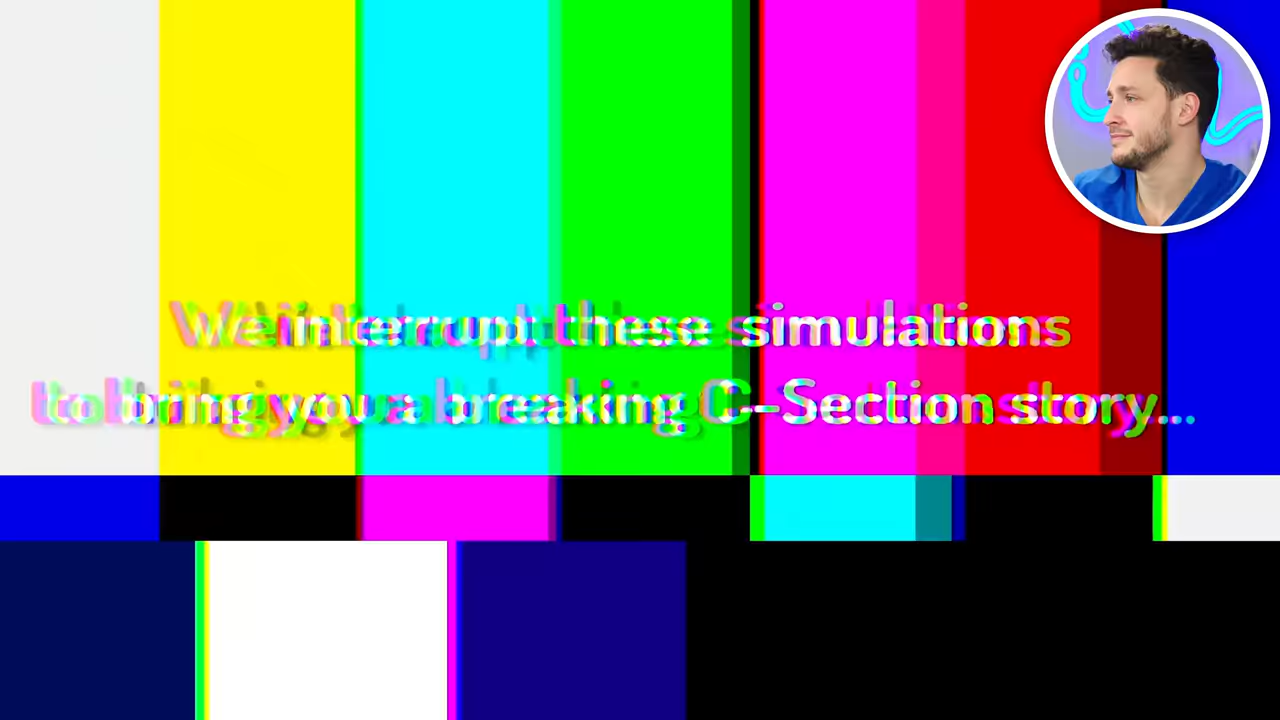 We interrupt these simulations
to bring you a breaking C-Section story...